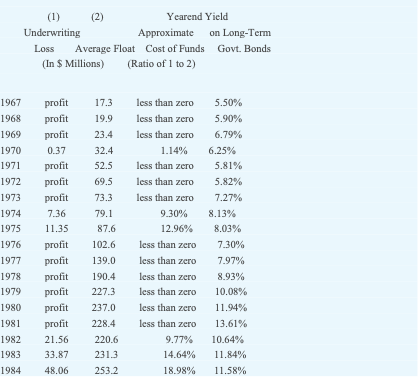 (1) (2) Yearend Yield
Underwriting Approximate on Long-Term
Loss Average Float Cost of Funds Govt. Bonds
(In $ Millions) (Ratio of 1 to 2)
1967 profit 17.3 less than zero 5.50%
1968 profit 19.9 less than zero 5.90%
1969 profit 23.4 less than zero 6.79%
1970 0.37 32.4 1.14% 6.25%
1971 profit 52.5 less than zero 5.81%
1972 profit 69.5 less than zero 5.82%
1973 profit 73.3 less than zero 7.27%
1974 7.36 79.1 9.30% 8.13%
1975 11.35 87.6 12.96% 8.03%
1976 profit 102.6 less than zero 7.30%
1977 profit 139.0 less than zero 7.97%
1978 profit 190.4 less than zero 8.93%
1979 profit 227.3 less than zero 10.08%
1980 profit 237.0 less than zero 11.94%
1981 profit 228.4 less than zero 13.61%
1982 21.56 220.6 9.77% 10.64%
1983 33.87 231.3 14.64% 11.84%
1984 48.06 253.2 18.98% 11.58%